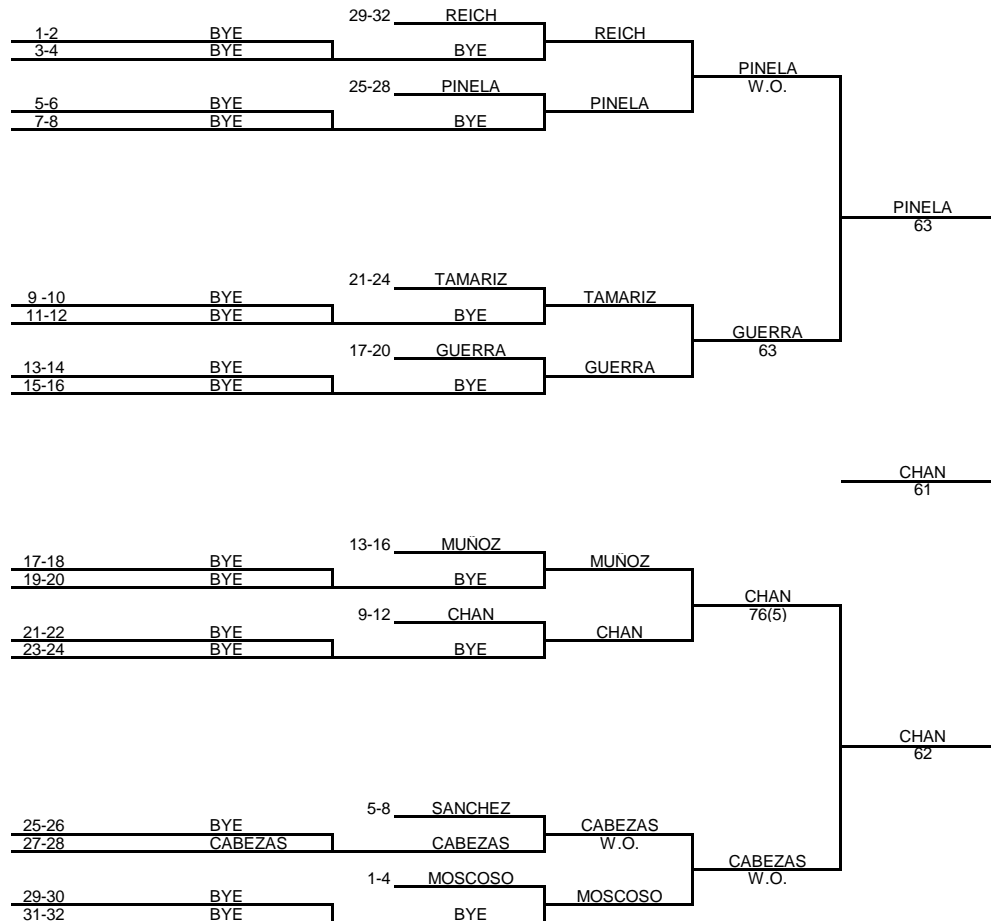 29-32 REICH
1-2 BYE REICH
3-4 BYE BYE
PINELA
25-28 PINELA W.O.
5-6 BYE PINELA
7-8 BYE BYE
PINELA
63
21-24 TAMARIZ
9 -10 BYE TAMARIZ
11-12 BYE BYE
GUERRA
17-20 GUERRA 63
13-14 BYE GUERRA
15-16 BYE BYE
CHAN
61
13-16 MUÑOZ
17-18 BYE MUÑOZ
19-20 BYE BYE
CHAN
9-12 CHAN 76(5)
21-22 BYE CHAN
23-24 BYE BYE
CHAN
62
5-8 SANCHEZ
25-26 BYE CABEZAS
27-28 CABEZAS CABEZAS W.O.
CABEZAS
1-4 MOSCOSO W.O.
29-30 BYE MOSCOSO
31-32 BYE BYE